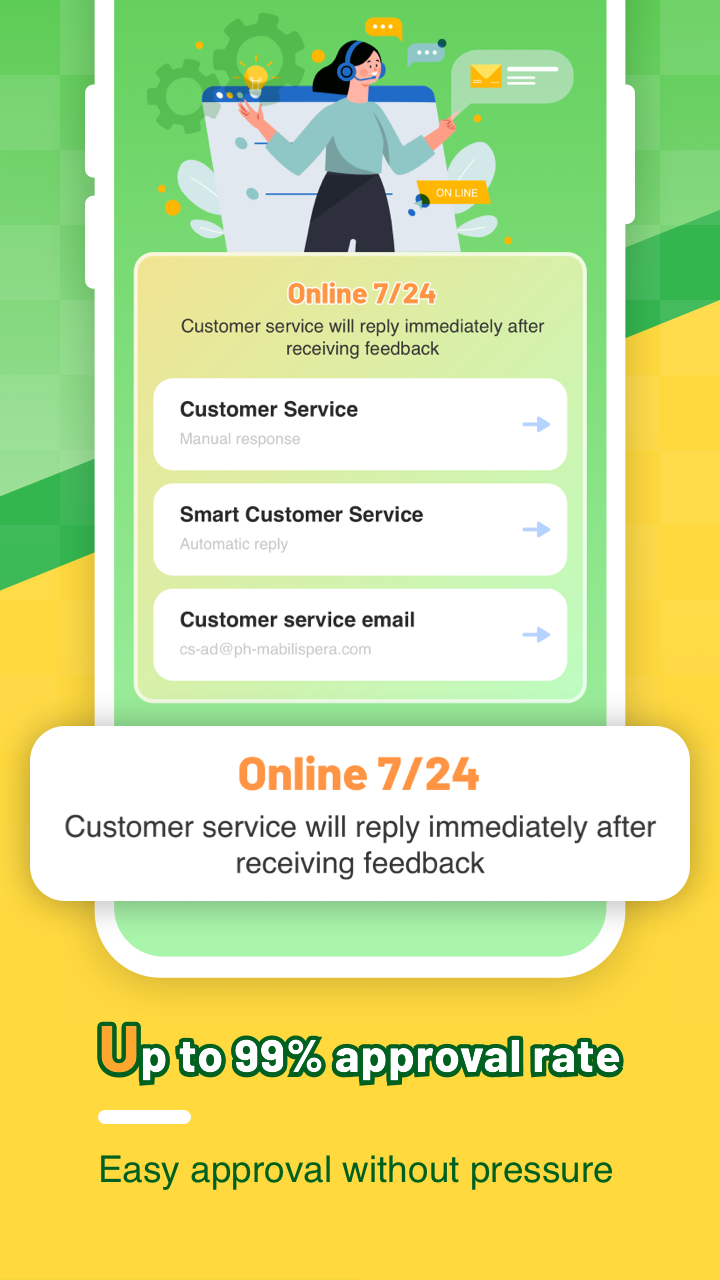 ON LINE
Online 7/24
Customer service will reply immediately after
receiving feedback
Customer Service
Manual response
Smart Customer Service
Automatic reply
Customer service email
cs-ad@ph-mabilispera.com
Online 7/24
Customer service will reply immediately after
receiving feedback
Up to 99% approval rate
Easy approval without pressure